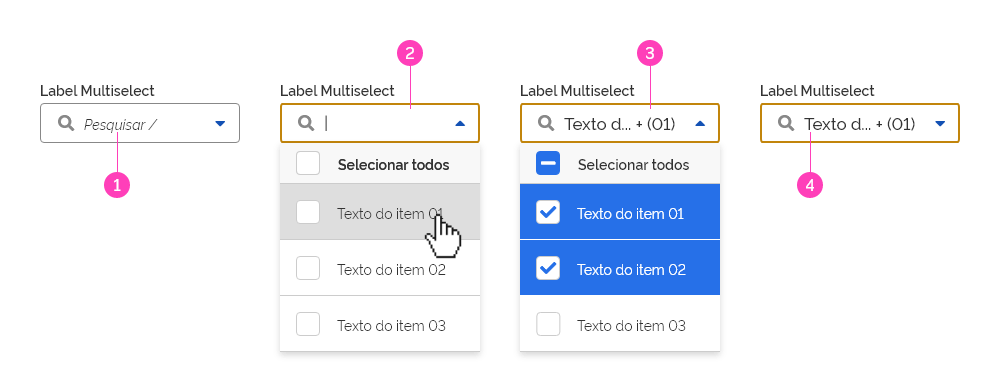 1
Label Multiselect
Pesquisar /
2
Label Multiselect
Selecionar todos
Texto do item 01
Texto do item 02
Texto do item 03
3
Label Multiselect
Texto d... + (01)
Selecionar todos
Texto do item 01
Texto do item 02
Texto do item 03
4
Label Multiselect
Texto d... + (01)